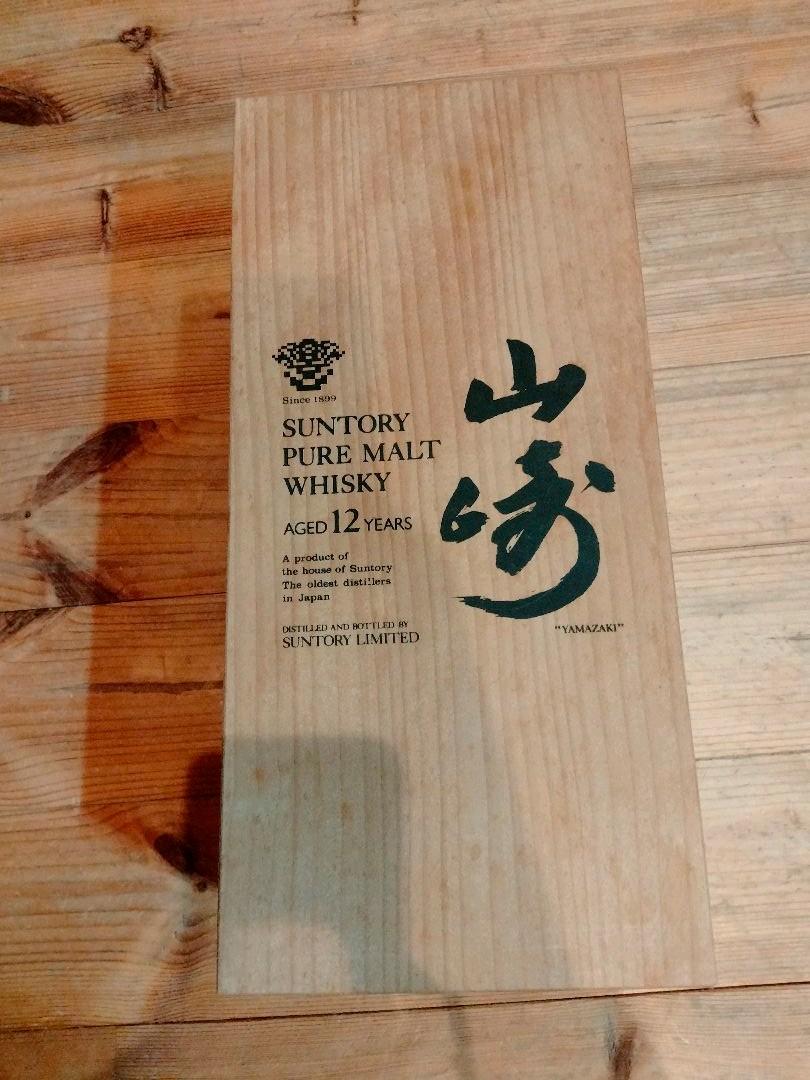 Since 1899
SUNTORY
PURE MALT
WHISKY
AGED 12 YEARS
A product of
the house of Suntory
The oldest distillers
in Japan
DISTILLED AND BOTTLED BY
SUNTORY LIMITED
山
崎
"YAMAZAKI"